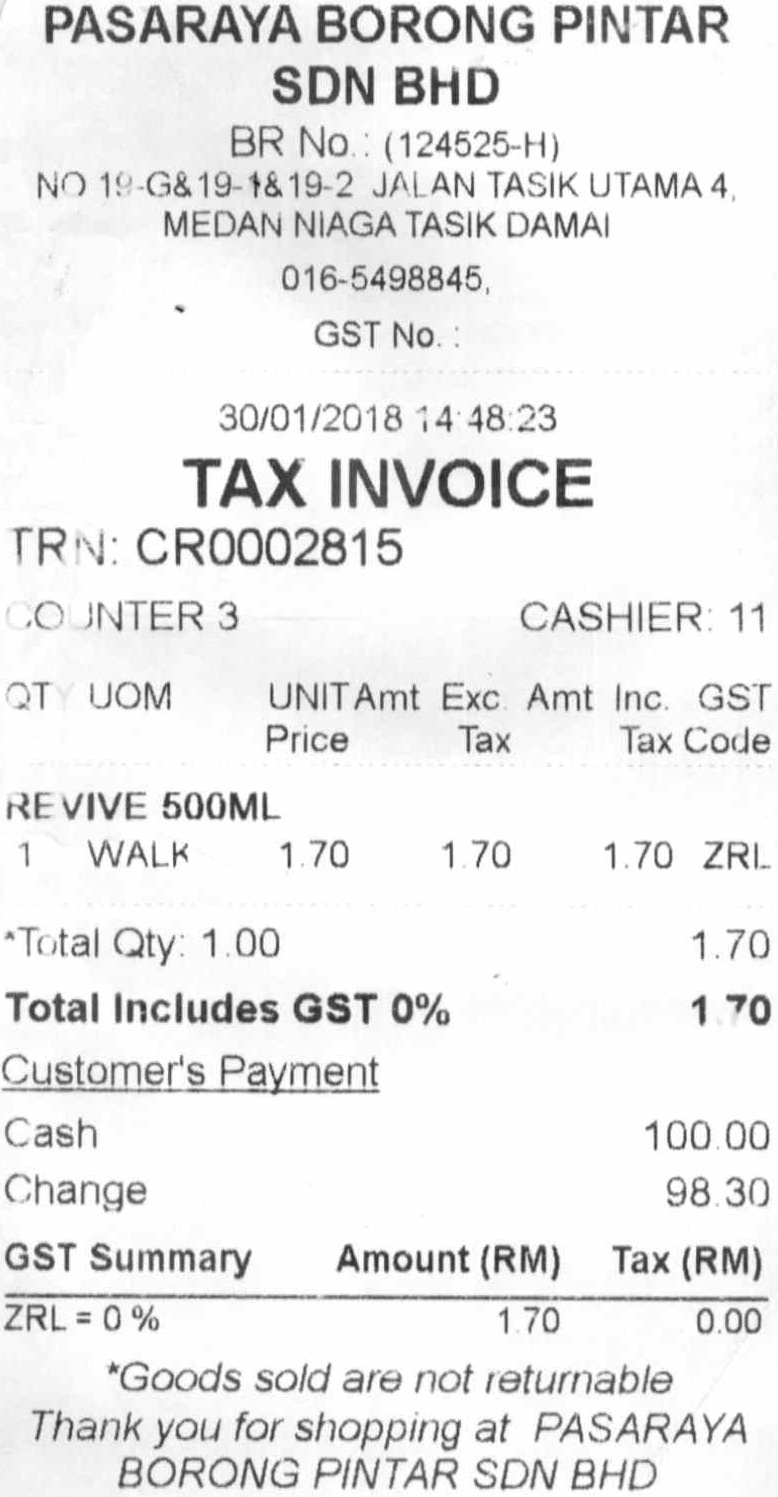 PASARAYA BORONG PINTAR
SDN BHD
BR No.: (124525-H)
NO 19-G&19-1&19-2 JALAN TASIK UTAMA 4,
MEDAN NIAGA TASIK DAMAI
016-5498845,
GST No. :
30/01/2018 14:48:23
TAX INVOICE
TRN: CR0002815
COUNTER 3 CASHIER: 11
QTY UOM UNIT Amt Exc. Amt Inc. GST
Price Tax Tax Code
REVIVE 500ML
1 WALK 1.70 1.70 1.70 ZRL
*Total Qty: 1.00 1.70
Total Includes GST 0% 1.70
Customer's Payment
Cash 100.00
Change 98.30
GST Summary Amount (RM) Tax (RM)
ZRL = 0 % 1.70 0.00
*Goods sold are not returnable
Thank you for shopping at PASARAYA
BORONG PINTAR SDN BHD